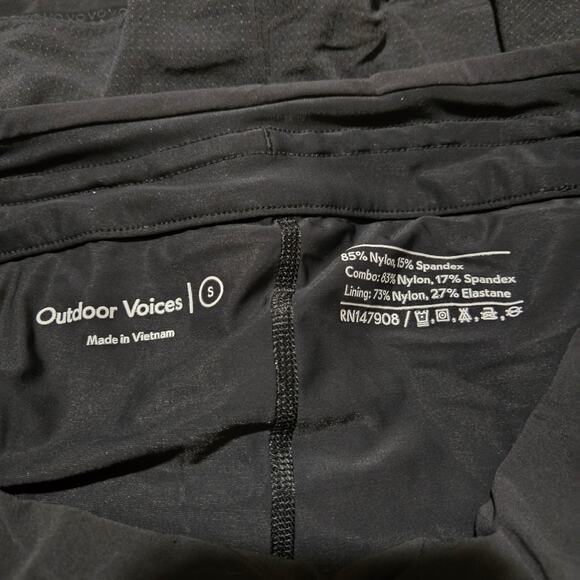 Outdoor Voices | S
Made in Vietnam
85% Nylon, 15% Spandex
Combo: 83% Nylon, 17% Spandex
Lining: 73% Nylon, 27% Elastane
RN147908 /